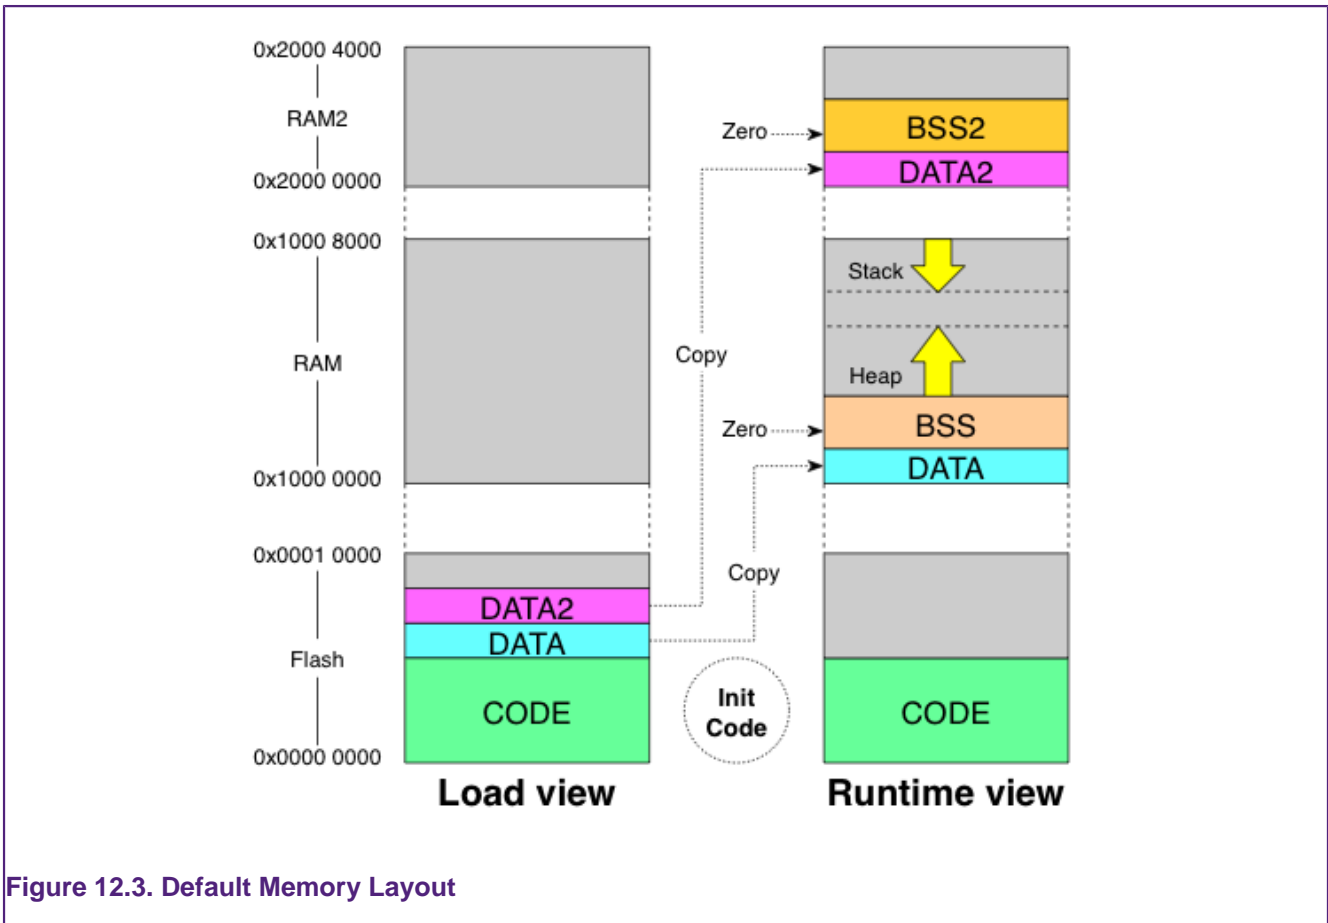 0x2000 4000
RAM2
0x2000 0000
0x1000 8000
RAM
0x1000 0000
0x0001 0000
Flash
0x0000 0000
DATA2
DATA
CODE
Load view
Zero
Copy
Zero
Copy
Init
Code
BSS2
DATA2
Stack
Heap
BSS
DATA
CODE
Runtime view
Figure 12.3. Default Memory Layout